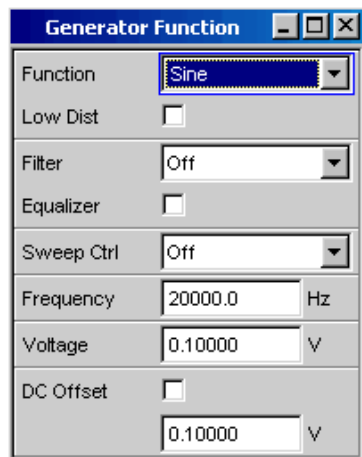 Generator Function
Function Sine
Low Dist
Filter Off
Equalizer
Sweep Ctrl Off
Frequency 20000.0 Hz
Voltage 0.10000 V
DC Offset
0.10000 V